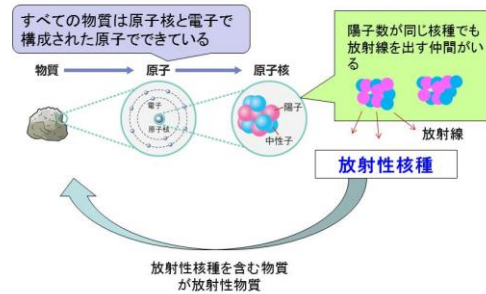 すべての物質は原子核と電子で
構成された原子でできている
物質
原子
原子核
電子
原子核
陽子
中性子
陽子数が同じ核種でも
放射線を出す仲間がい
る
放射線
放射性核種
放射性核種を含む物質
が放射性物質